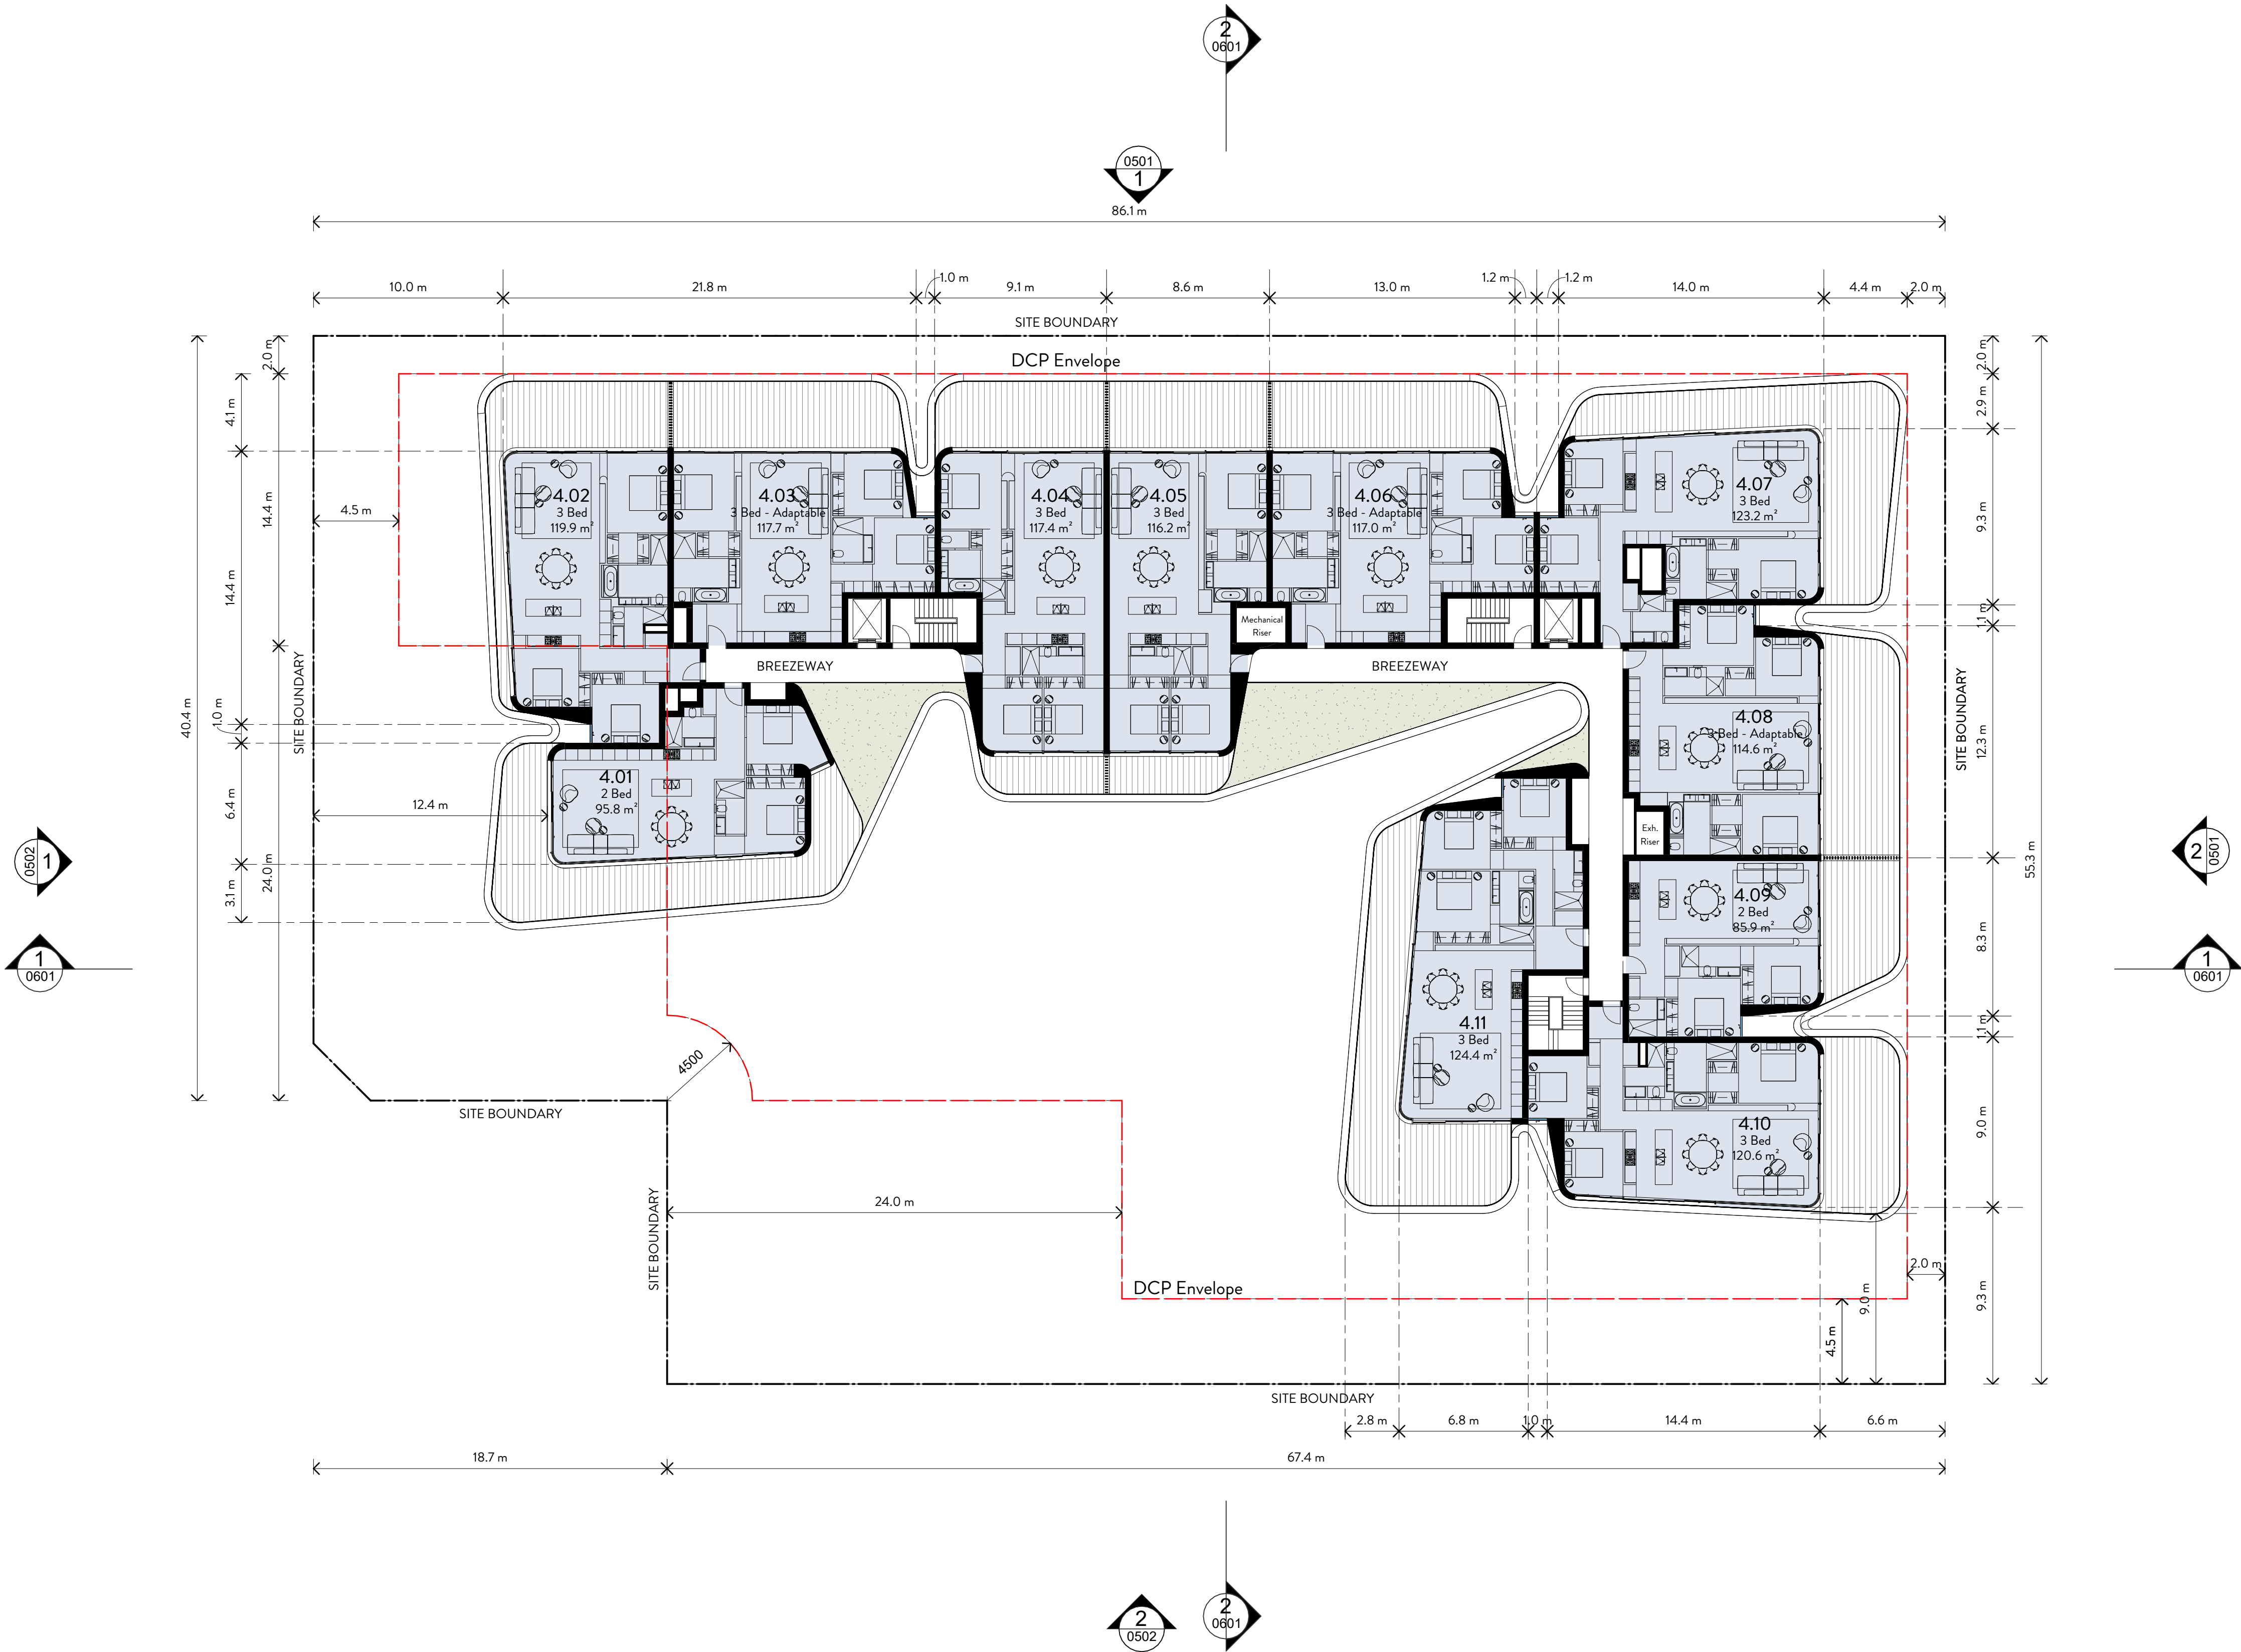 2
0601
0501
1
86.1 m
10.0 m
21.8 m
1.0 m
9.1 m
8.6 m
13.0 m
1.2 m
1.2 m
14.0 m
4.4 m
2.0 m
SITE BOUNDARY
DCP Envelope
2.0 m
4.1 m
14.4 m
14.4 m
4.5 m
40.4 m
1.0 m
6.4 m
3.1 m
24.0m
12.4 m
SITE BOUNDARY
2.0 m
2.9 m
9.3 m
1.1 m
12.3 m
8.3 m
1.1 m
9.0 m
9.3 m
55.3 m
SITE BOUNDARY
4.02
3 Bed
119.9 m²
4.03
3 Bed - Adaptable
117.7 m²
4.04
3 Bed
117.4 m²
4.05
3 Bed
116.2 m²
4.06
3 Bed - Adaptable
117.0 m²
4.07
3 Bed
123.2 m²
Mechanical
Riser
BREEZEWAY
BREEZEWAY
4.08
3 Bed - Adaptable
114.6 m²
4.01
2 Bed
95.8 m²
Exh.
Riser
4.09
2 Bed
85.9 m²
4.11
3 Bed
124.4 m²
4.10
3 Bed
120.6 m²
0502
1
1
0601
2
0501
1
0601
4500
SITE BOUNDARY
SITE BOUNDARY
24.0 m
DCP Envelope
2.0 m
9.0 m
4.5 m
SITE BOUNDARY
2.8 m
6.8 m
1.0 m
14.4 m
6.6 m
18.7 m
67.4 m
2
0502
2
0601